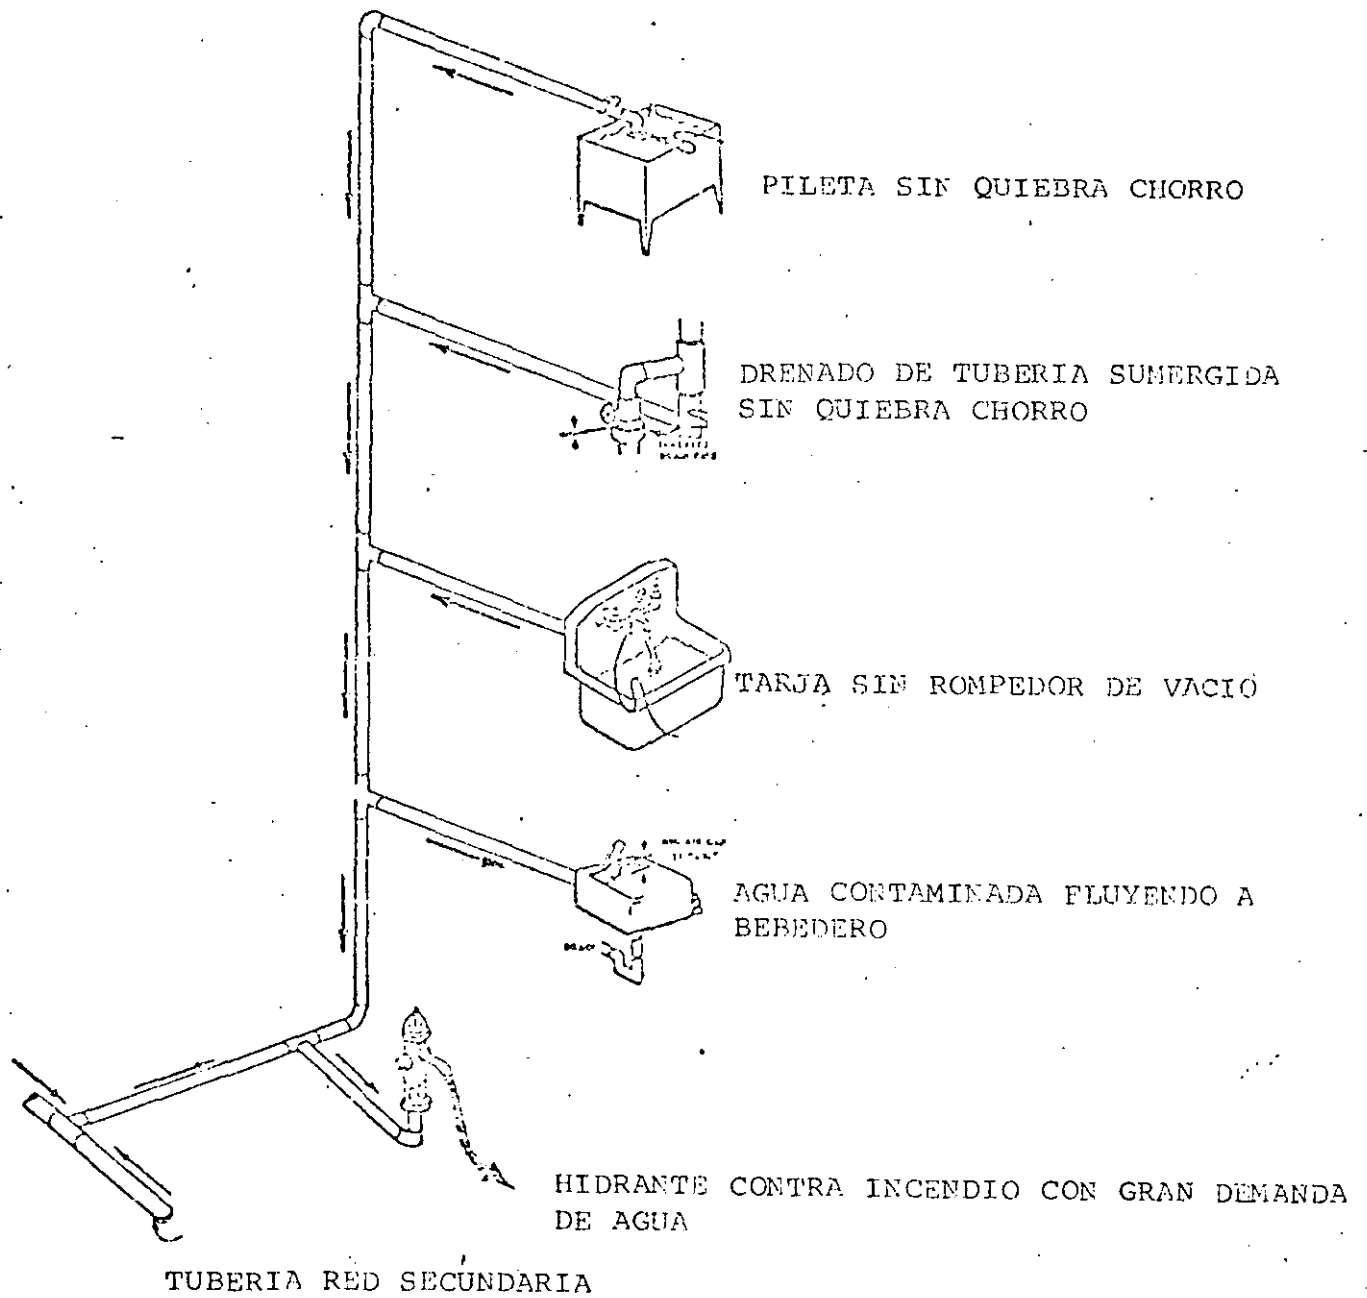 PILETA SIN QUIEBRA CHORRO
DRENADO DE TUBERIA SUMERGIDA
SIN QUIEBRA CHORRO
TARJA SIN ROMPEDOR DE VACIO
AGUA CONTAMINADA FLUYENDO A
BEBEDERO
HIDRANTE CONTRA INCENDIO CON GRAN DEMANDA
DE AGUA
TUBERIA RED SECUNDARIA